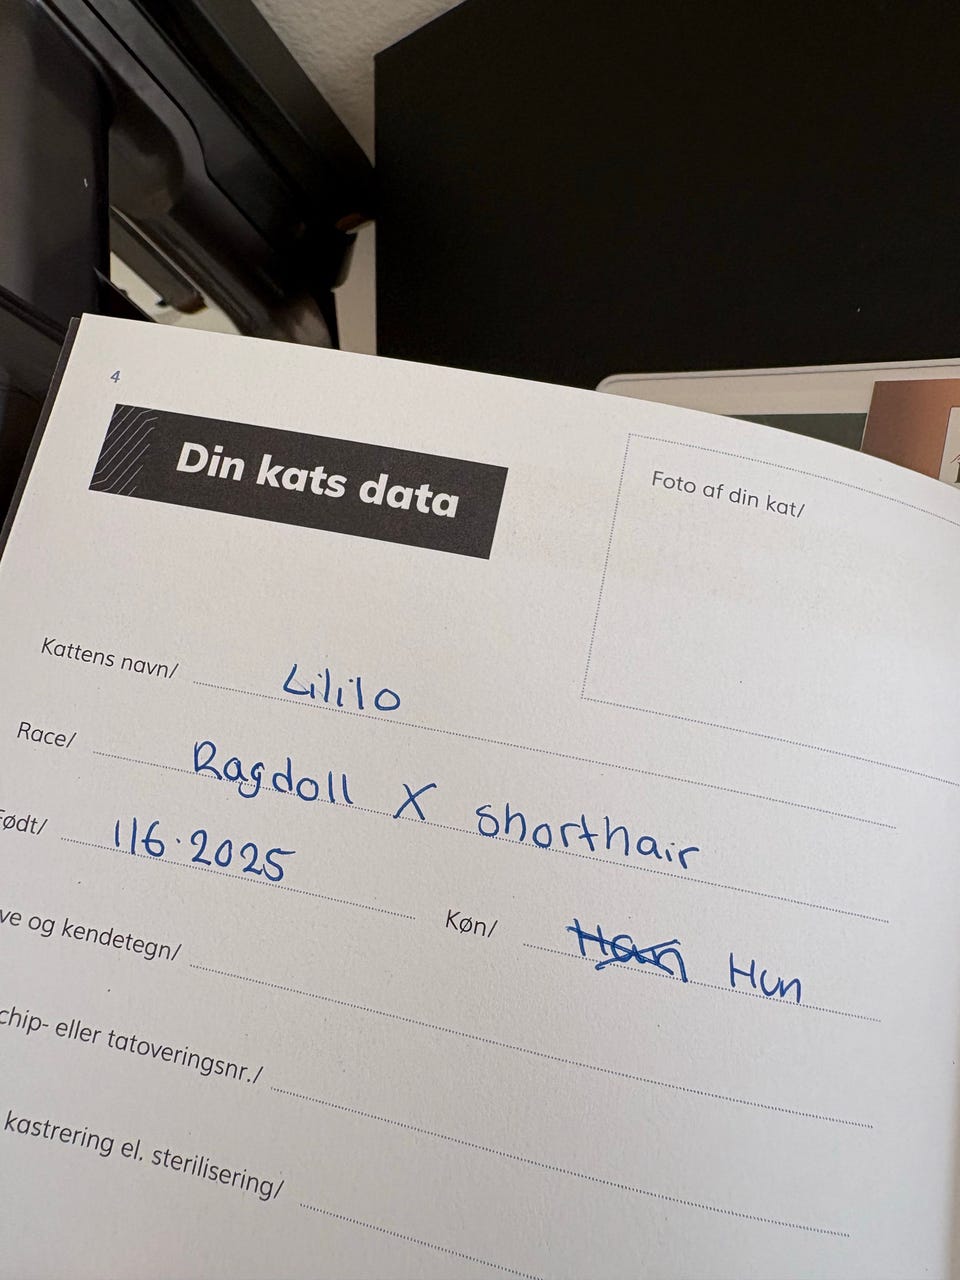 4
Din kats data
Foto af din kat/
Kattens navn/ Lililo
Race/ Ragdoll X shorthair
Født/ 1/6.2025
Køn/ Han Hun
ve og kendetegn/
chip- eller tatoveringsnr./
kastrering el. sterilisering/